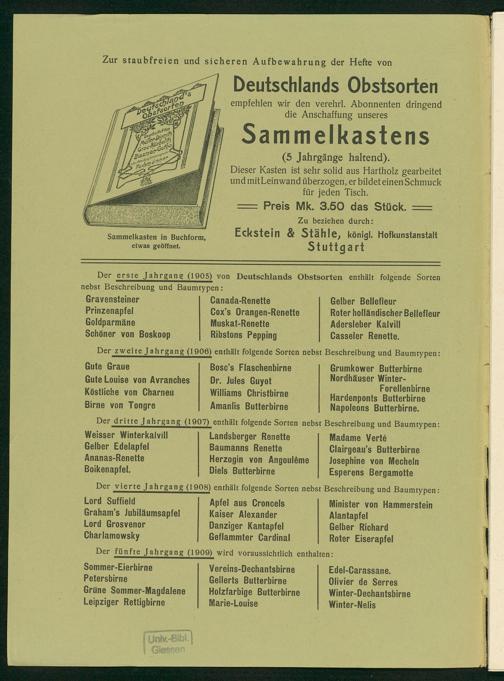 Zur staubfreien und sicheren Aufbewahrung der Hefte von
Deutschlands Obstsorten
empfehlen wir den verehrl. Abonnenten dringend
die Anschaffung unseres
Sammelkastens
(5 Jahrgänge haltend).
Dieser Kasten ist sehr solid aus Hartholz gearbeitet
und mit Leinwand überzogen, er bildet einen Schmuck
für jeden Tisch.
Preis Mk. 3.50 das Stück.
Zu beziehen durch:
Eckstein & Stähle, königl. Hofkunstanstalt
Stuttgart
Deutschland's
Obstsorten
Sammelkasten in Buchform,
etwas geöffnet.
Der erste Jahrgang (1905) von Deutschlands Obstsorten enthält folgende Sorten
nebst Beschreibung und Baumtypen:
Gravensteiner
Prinzenapfel
Goldparmäne
Schöner von Boskoop
Canada-Renette
Cox's Orangen-Renette
Muskat-Renette
Ribstons Pepping
Gelber Bellefleur
Roter holländischer Bellefleur
Adersleber Kalvill
Casseler Renette.
Der zweite Jahrgang (1906) enthält folgende Sorten nebst Beschreibung und Baumtypen:
Gute Graue
Gute Louise von Avranches
Köstliche von Charneu
Birne von Tongre
Bosc's Flaschenbirne
Dr. Jules Guyot
Williams Christbirne
Amanlis Butterbirne
Grumkower Butterbirne
Nordhäuser Winter-
Forellenbirne
Hardenponts Butterbirne
Napoleons Butterbirne.
Der dritte Jahrgang (1907) enthält folgende Sorten nebst Beschreibung und Baumtypen:
Weisser Winterkalvill
Gelber Edelapfel
Ananas-Renette
Boikenapfel.
Landsberger Renette
Baumanns Renette
Herzogin von Angoulême
Diels Butterbirne
Madame Verté
Clairgeau's Butterbirne
Josephine von Mecheln
Esperens Bergamotte
Der vierte Jahrgang (1908) enthält folgende Sorten nebst Beschreibung und Baumtypen:
Lord Suffield
Graham's Jubiläumsapfel
Lord Grosvenor
Charlamowsky
Apfel aus Croncels
Kaiser Alexander
Danziger Kantapfel
Geflammter Cardinal
Minister von Hammerstein
Alantapfel
Gelber Richard
Roter Eiserapfel
Der fünfte Jahrgang (1909) wird voraussichtlich enthalten:
Sommer-Eierbirne
Petersbirne
Grüne Sommer-Magdalene
Leipziger Rettigbirne
Vereins-Dechantsbirne
Gellerts Butterbirne
Holzfarbige Butterbirne
Marie-Louise
Edel-Carassane.
Olivier de Serres
Winter-Dechantsbirne
Winter-Nelis
Univ.-Bibl.
Giessen